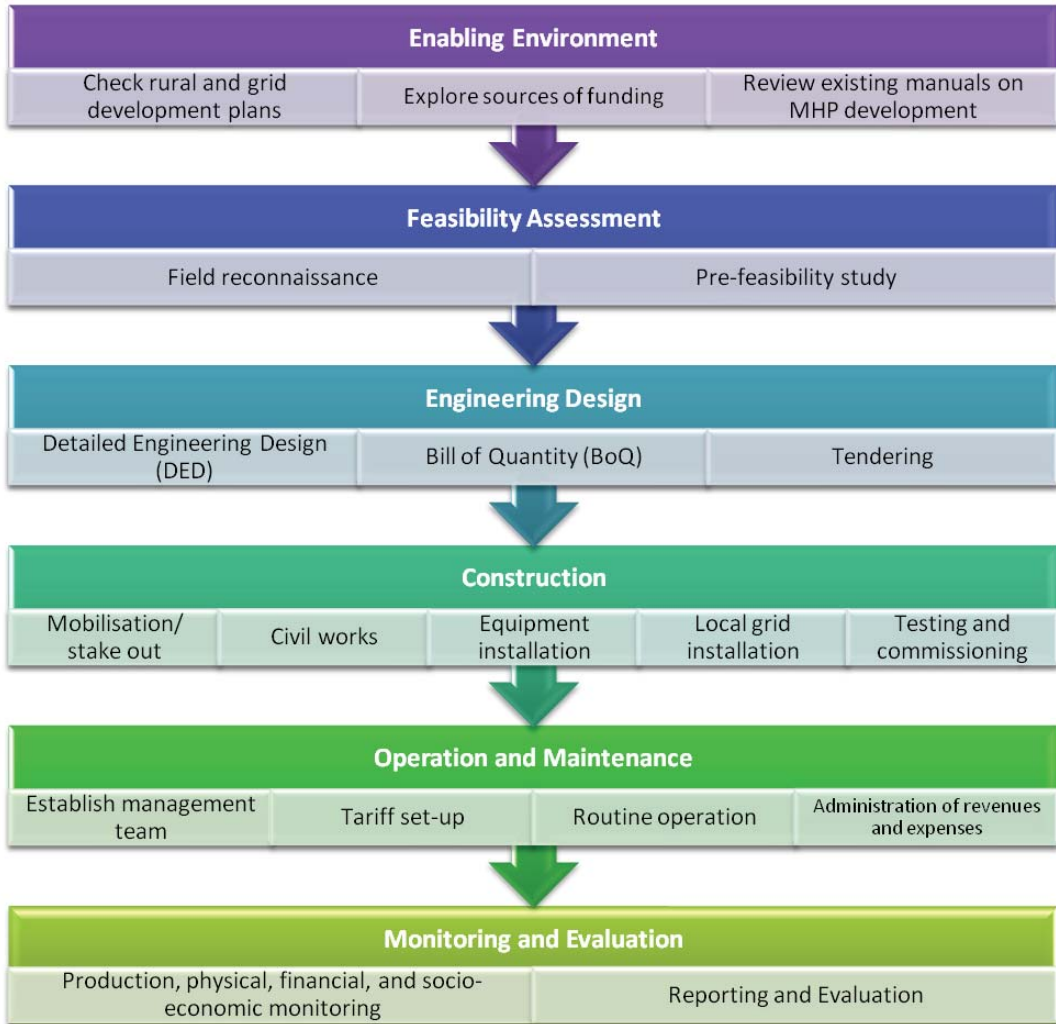 Enabling Environment
Check rural and grid
development plans
Explore sources of funding
Review existing manuals on
MHP development
Feasibility Assessment
Field reconnaissance
Pre-feasibility study
Engineering Design
Detailed Engineering Design
(DED)
Bill of Quantity (BoQ)
Tendering
Construction
Mobilisation/
stake out
Civil works
Equipment
installation
Local grid
installation
Testing and
commissioning
Operation and Maintenance
Establish management
team
Tariff set-up
Routine operation
Administration of revenues
and expenses
Monitoring and Evaluation
Production, physical, financial, and socio-
economic monitoring
Reporting and Evaluation